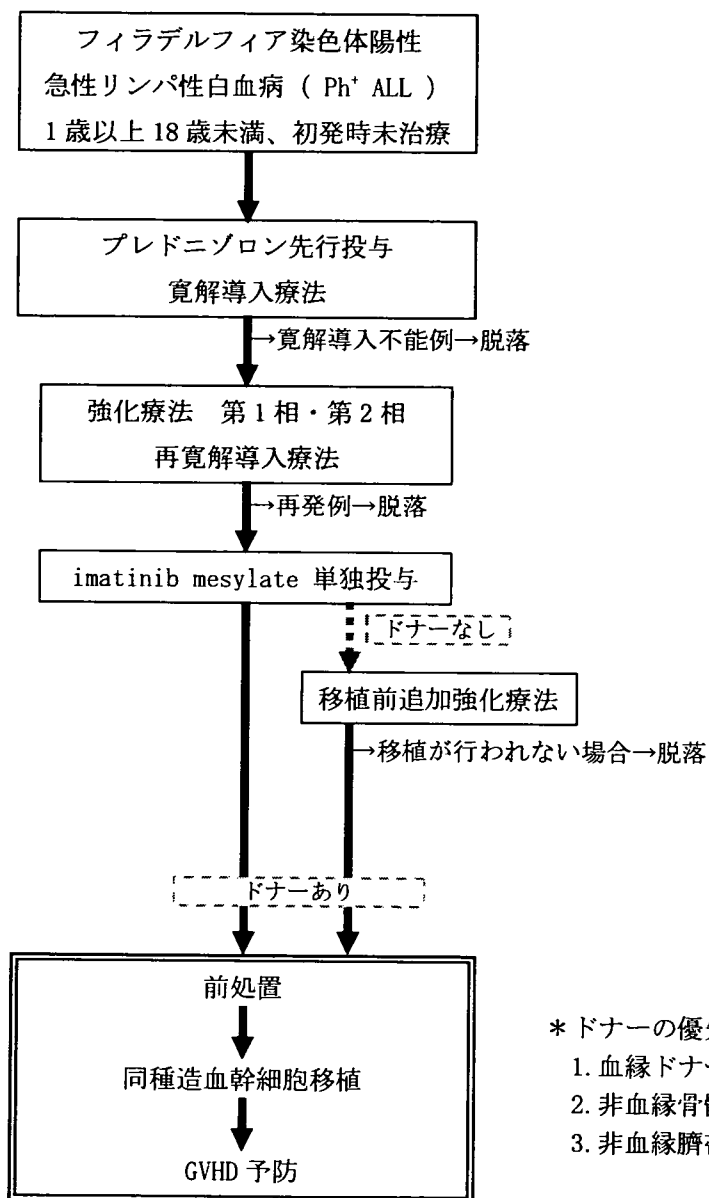 フィラデルフィア染色体陽性
急性リンパ性白血病 ( Ph⁺ ALL )
1歳以上18歳未満、初発時未治療
プレドニゾロン先行投与
寛解導入療法
→寛解導入不能例→脱落
強化療法 第1相・第2相
再寛解導入療法
→再発例→脱落
imatinib mesylate 単独投与
ドナーなし
移植前追加強化療法
→移植が行われない場合→脱落
ドナーあり
前処置
同種造血幹細胞移植
GVHD 予防
*ドナーの優
1. 血縁ドナー
2. 非血縁骨
3. 非血縁臍